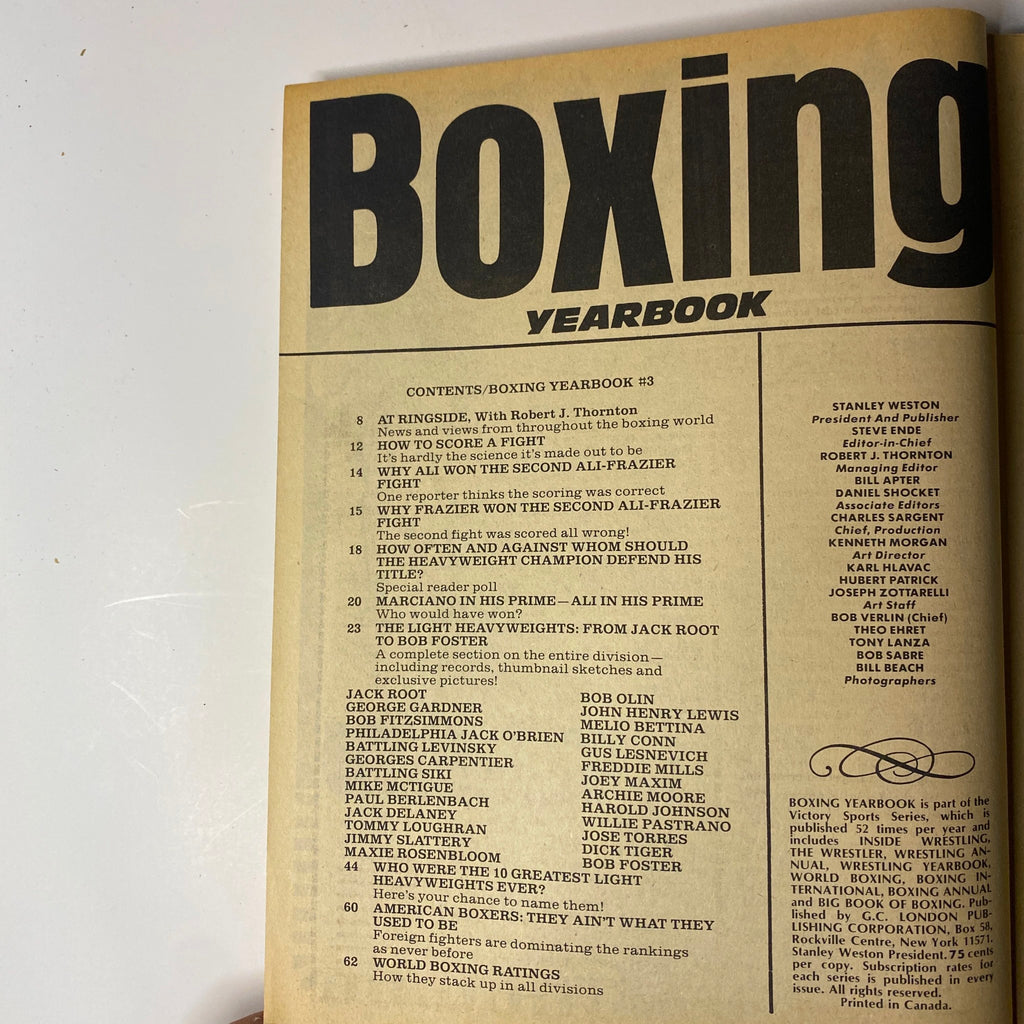 Boxing
YEARBOOK
CONTENTS/BOXING YEARBOOK #3
8 AT RINGSIDE, With Robert J. Thornton
News and views from throughout the boxing world
12 HOW TO SCORE A FIGHT
It's hardly the science it's made out to be
14 WHY ALI WON THE SECOND ALI-FRAZIER
FIGHT
One reporter thinks the scoring was correct
15 WHY FRAZIER WON THE SECOND ALI-FRAZIER
FIGHT
The second fight was scored all wrong!
18 HOW OFTEN AND AGAINST WHOM SHOULD
THE HEAVYWEIGHT CHAMPION DEFEND HIS
TITLE?
Special reader poll
20 MARCIANO IN HIS PRIME—ALI IN HIS PRIME
Who would have won?
23 THE LIGHT HEAVYWEIGHTS: FROM JACK ROOT
TO BOB FOSTER
A complete section on the entire division—
including records, thumbnail sketches and
exclusive pictures!
JACK ROOT
GEORGE GARDNER
BOB FITZSIMMONS
PHILADELPHIA JACK O'BRIEN
BATTLING LEVINSKY
GEORGES CARPENTIER
BATTLING SIKI
MIKE MCTIGUE
PAUL BERLENBACH
JACK DELANEY
TOMMY LOUGHRAN
JIMMY SLATTERY
MAXIE ROSENBLOOM
BOB OLIN
JOHN HENRY LEWIS
MELIO BETTINA
BILLY CONN
GUS LESNEVICH
FREDDIE MILLS
JOEY MAXIM
ARCHIE MOORE
HAROLD JOHNSON
WILLIE PASTRANO
JOSE TORRES
DICK TIGER
BOB FOSTER
44 WHO WERE THE 10 GREATEST LIGHT
HEAVYWEIGHTS EVER?
Here's your chance to name them!
60 AMERICAN BOXERS: THEY AIN'T WHAT THEY
USED TO BE
Foreign fighters are dominating the rankings
as never before
62 WORLD BOXING RATINGS
How they stack up in all divisions
STANLEY WESTON
President And Publisher
STEVE ENDE
Editor-in-Chief
ROBERT J. THORNTON
Managing Editor
BILL APTER
DANIEL SHOCKET
Associate Editors
CHARLES SARGENT
Chief, Production
KENNETH MORGAN
Art Director
KARL HLAVAC
HUBERT PATRICK
JOSEPH ZOTTARELLI
Art Staff
BOB VERLIN (Chief)
THEO EHRET
TONY LANZA
BOB SABRE
BILL BEACH
Photographers
BOXING YEARBOOK is part of the
Victory Sports Series, which is
published 52 times per year and
includes INSIDE WRESTLING,
THE WRESTLER, WRESTLING AN-
NUAL, WRESTLING YEARBOOK,
WORLD BOXING, BOXING IN-
TERNATIONAL, BOXING ANNUAL
and BIG BOOK OF BOXING. Pub-
lished by G.C. LONDON PUB-
LISHING CORPORATION, Box 58,
Rockville Centre, New York 11571.
Stanley Weston President. 75 cents
per copy. Subscription rates for
each series is published in every
issue. All rights reserved.
Printed in Canada.